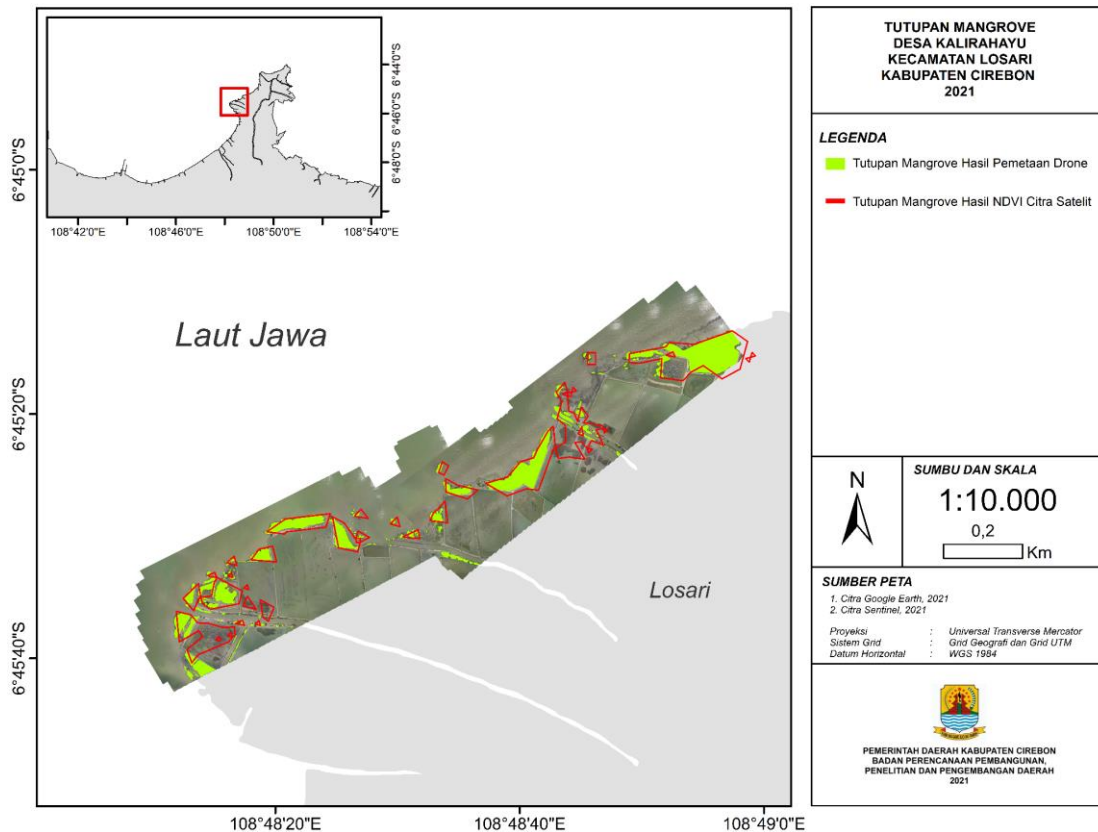 TUTUPAN MANGROVE
DESA KALIRAHAYU
KECAMATAN LOSARI
KABUPATEN CIREBON
2021
LEGENDA
Tutupan Mangrove Hasil Pemetaan Drone
Tutupan Mangrove Hasil NDVI Citra Satelit
N
SUMBU DAN SKALA
1:10.000
0,2
Km
SUMBER PETA
1. Citra Google Earth, 2021
2. Citra Sentinel, 2021
Proyeksi : Universal Transverse Mercator
Sistem Grid : Grid Geografi dan Grid UTM
Datum Horizontal : WGS 1984
PEMERINTAH DAERAH KABUPATEN CIREBON
BADAN PERENCANAAN PEMBANGUNAN,
PENELITIAN DAN PENGEMBANGAN DAERAH
2021
6°44'0"S
6°46'0"S
6°48'0"S
108°42'0"E
108°46'0"E
108°50'0"E
108°54'0"E
Laut Jawa
Losari
6°45'0"S
6°45'20"S
6°45'40"S
108°48'20"E
108°48'40"E
108°49'0"E